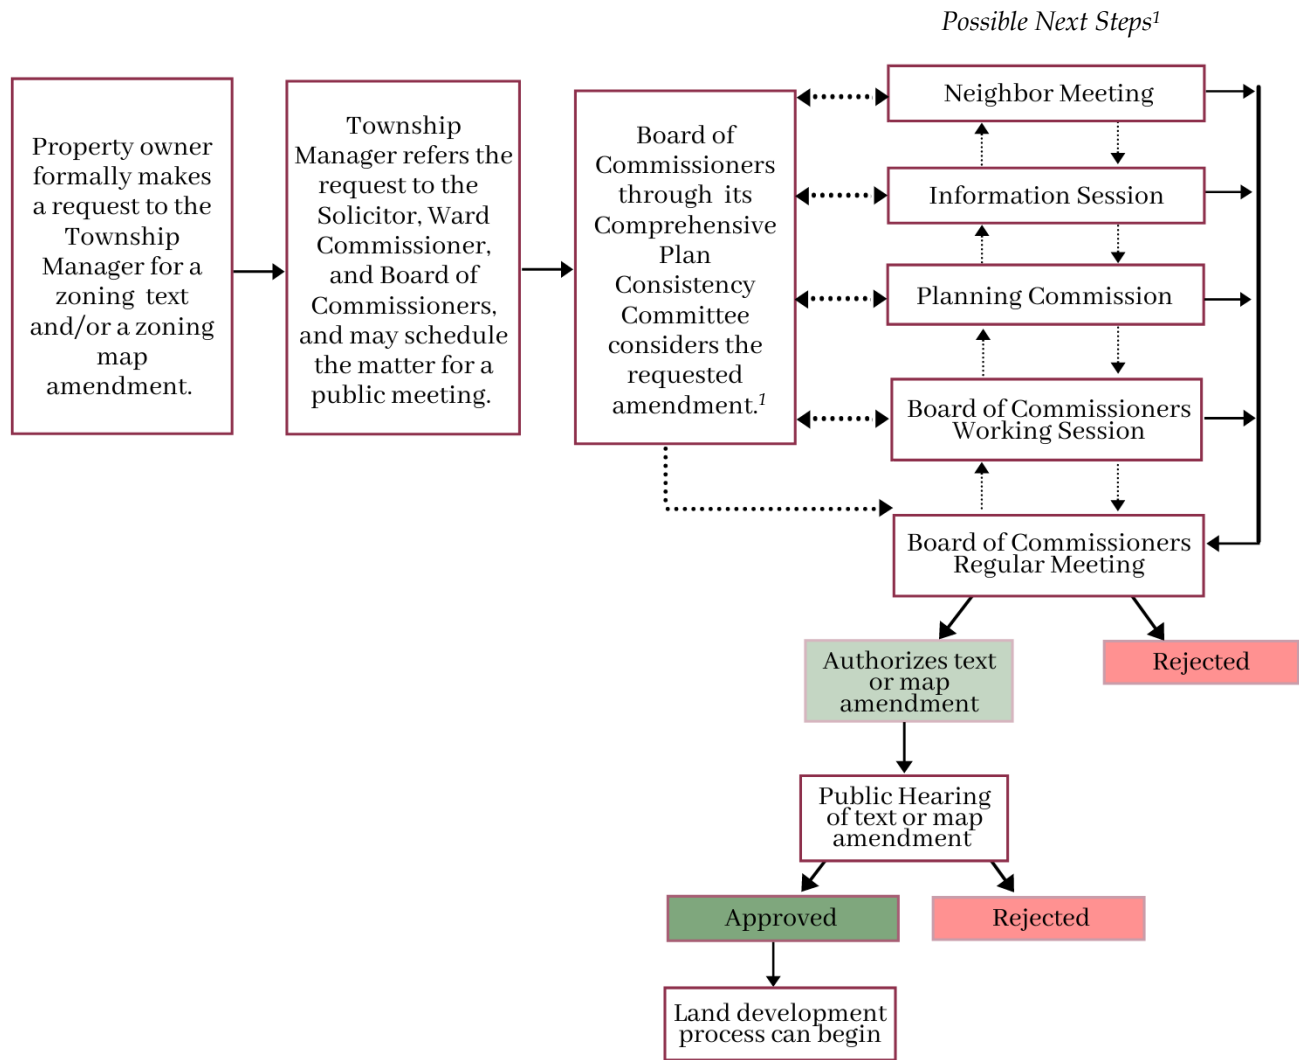 Possible Next Steps¹
Property owner
formally makes
a request to the
Township
Manager for a
zoning text
and/or a zoning
map
amendment.
Township
Manager refers the
request to the
Solicitor, Ward
Commissioner,
and Board of
Commissioners,
and may schedule
the matter for a
public meeting.
Board of
Commissioners
through its
Comprehensive
Plan
Consistency
Committee
considers the
requested
amendment.¹
Neighbor Meeting
Information Session
Planning Commission
Board of Commissioners
Working Session
Board of Commissioners
Regular Meeting
Authorizes text
or map
amendment
Rejected
Public Hearing
of text or map
amendment
Approved
Rejected
Land development
process can begin